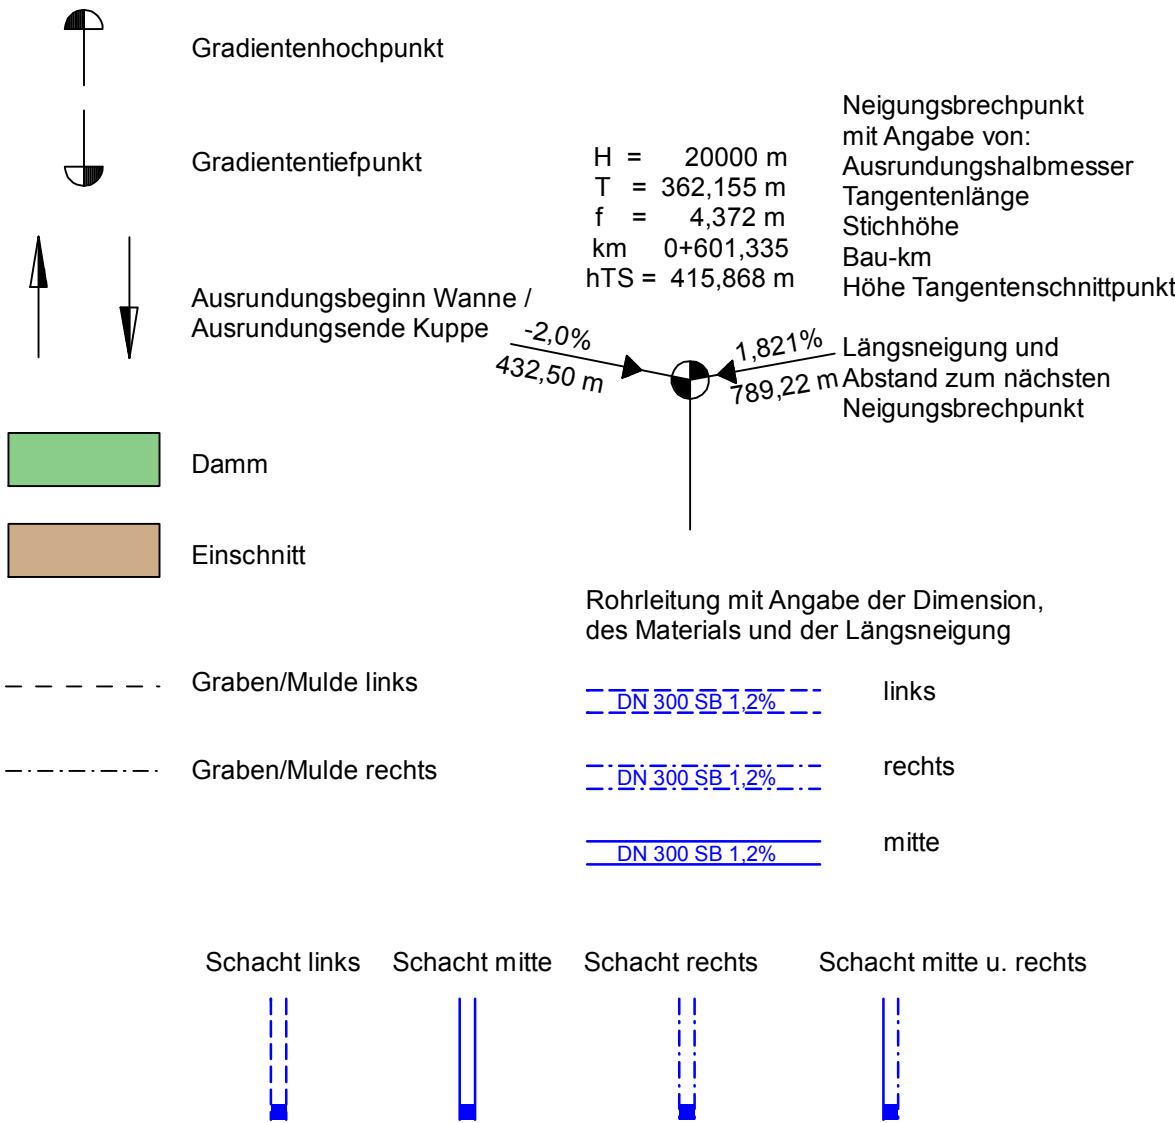 Gradientenhochpunkt
Gradiententiefpunkt
Ausrundungsbeginn Wanne /
Ausrundungsende Kuppe
Damm
Einschnitt
Graben/Mulde links
Graben/Mulde rechts
H = 20000 m
T = 362,155 m
f = 4,372 m
km 0+601,335
hTS = 415,868 m
Neigungsbrechpunkt
mit Angabe von:
Ausrundungshalbmesser
Tangentenlänge
Stichhöhe
Bau-km
Höhe Tangentenschnittpunkt
-2,0%
432,50 m
1,821%
789,22 m
Längsneigung und
Abstand zum nächsten
Neigungsbrechpunkt
Rohrleitung mit Angabe der Dimension,
des Materials und der Längsneigung
DN 300 SB 1,2%
links
DN 300 SB 1,2%
rechts
DN 300 SB 1,2%
mitte
Schacht links
Schacht mitte
Schacht rechts
Schacht mitte u. rechts